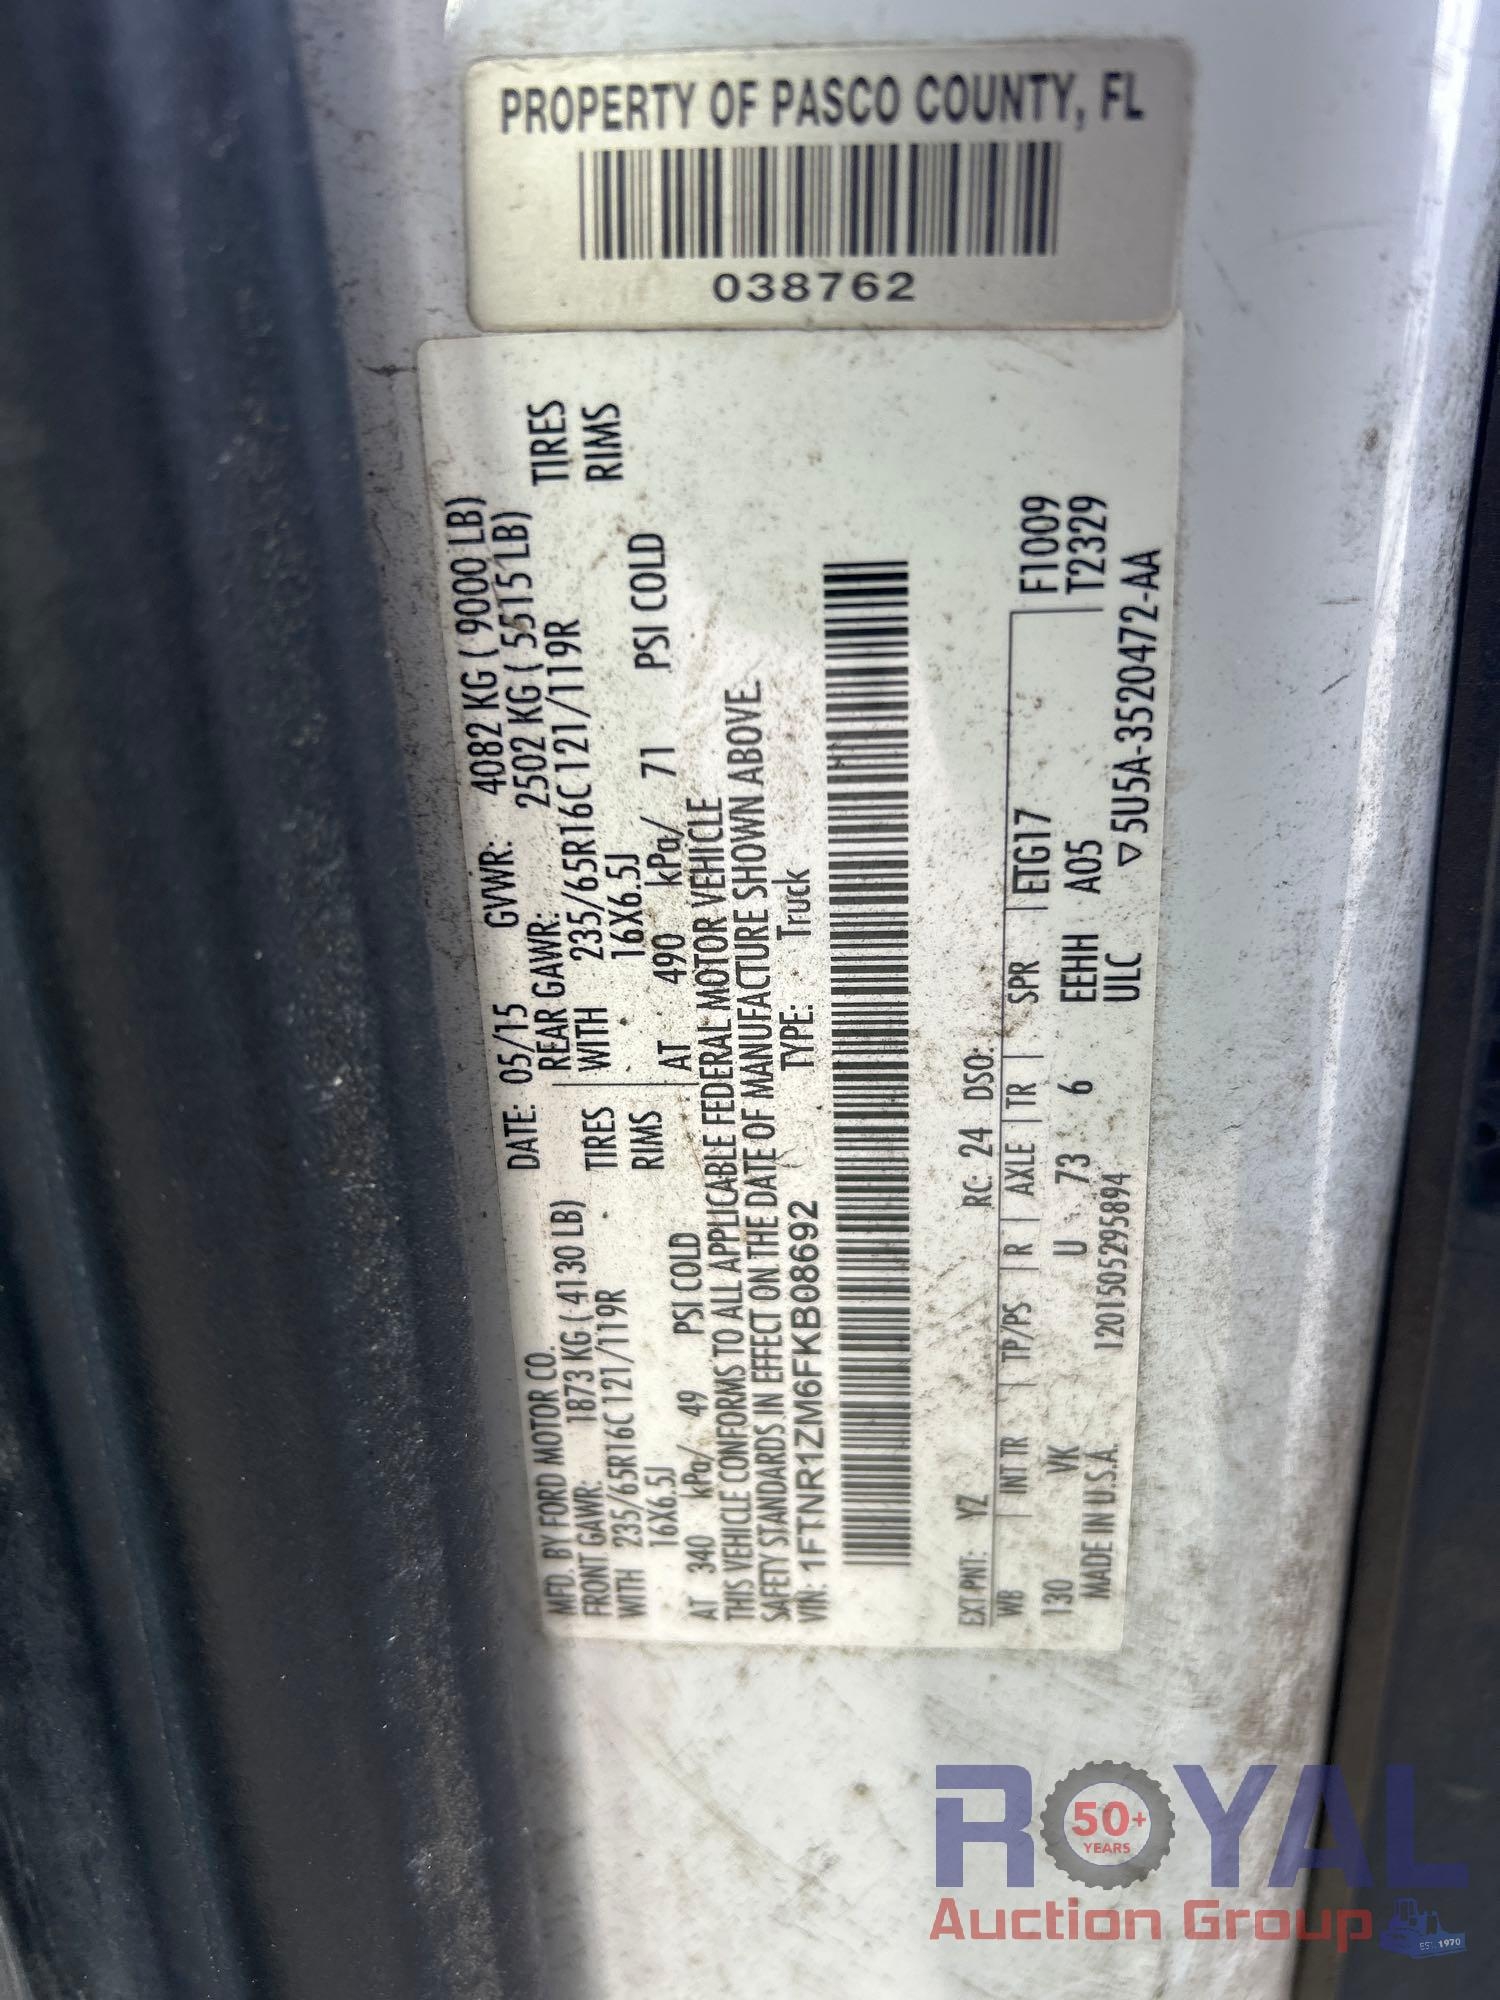 PROPERTY OF PASCO COUNTY, FL
038762
MFD. BY FORD MOTOR CO. DATE: 05/15 GVWR: 4082 KG ( 9000 LB)
FRONT GAWR: 1873 KG ( 4130 LB) REAR GAWR: 2502 KG ( 5515 LB)
WITH 235/65R16C 121/119R TIRES WITH 235/65R16C 121/119R TIRES
16X6.5J RIMS 16X6.5J RIMS
AT 340 kPa/ 49 PSI COLD AT 490 kPa/ 71 PSI COLD
THIS VEHICLE CONFORMS TO ALL APPLICABLE FEDERAL MOTOR VEHICLE
SAFETY STANDARDS IN EFFECT ON THE DATE OF MANUFACTURE SHOWN ABOVE.
VIN: 1FTNR1ZM6FKB08692 TYPE: Truck
EXT PNT: YZ RC: 24 DSO:
WB INT TR TP/PS R AXLE TR SPR ETG17 F1009
130 VK U 73 6 EEHH A05 T2329
MADE IN U.S.A. 1201505295894 ULC ▽ 5U5A-3520472-AA
ROYAL
50+
YEARS
Auction Group
EST. 1970